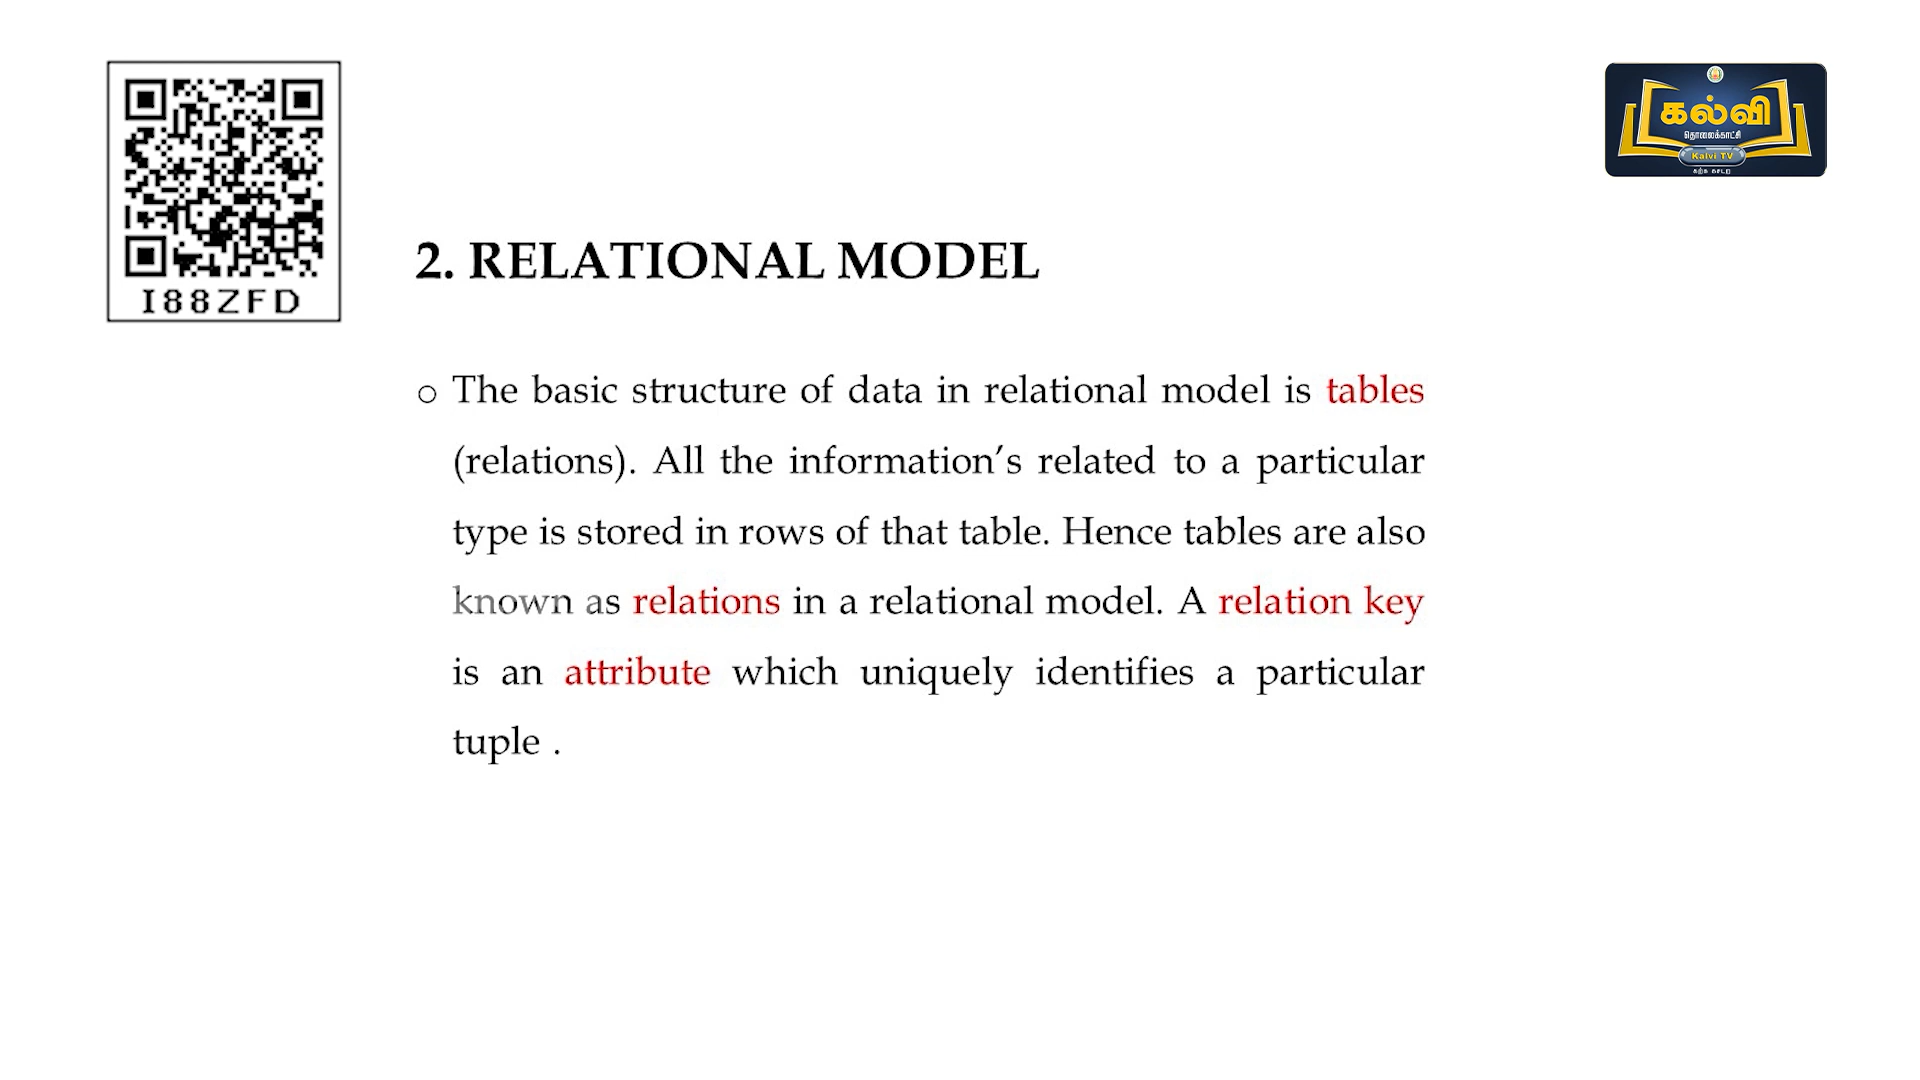 I88ZFD
கல்வி
தொலைக்காட்சி
Kalvi TV
கற்க கசடற
2. RELATIONAL MODEL
○ The basic structure of data in relational model is tables
(relations). All the information’s related to a particular
type is stored in rows of that table. Hence tables are also
known as relations in a relational model. A relation key
is an attribute which uniquely identifies a particular
tuple .